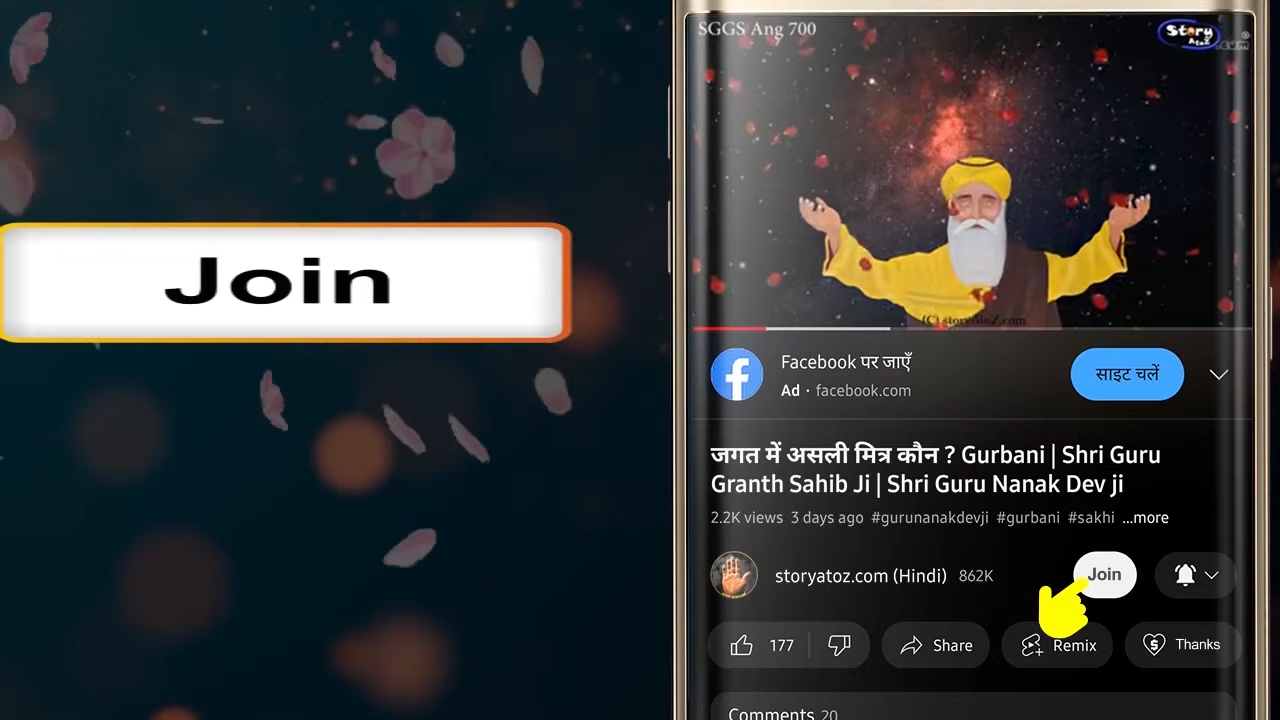 Join
SGGS Ang 700
Story
AtoZ
.com
(C) storyAtoZ.com
Facebook पर जाएँ
Ad · facebook.com
साइट चलें
जगत में असली मित्र कौन ? Gurbani | Shri Guru
Granth Sahib Ji | Shri Guru Nanak Dev ji
2.2K views 3 days ago #gurunanakdevji #gurbani #sakhi ...more
storyatoz.com (Hindi) 862K
Join
177
Share
Remix
Thanks
Comments 20